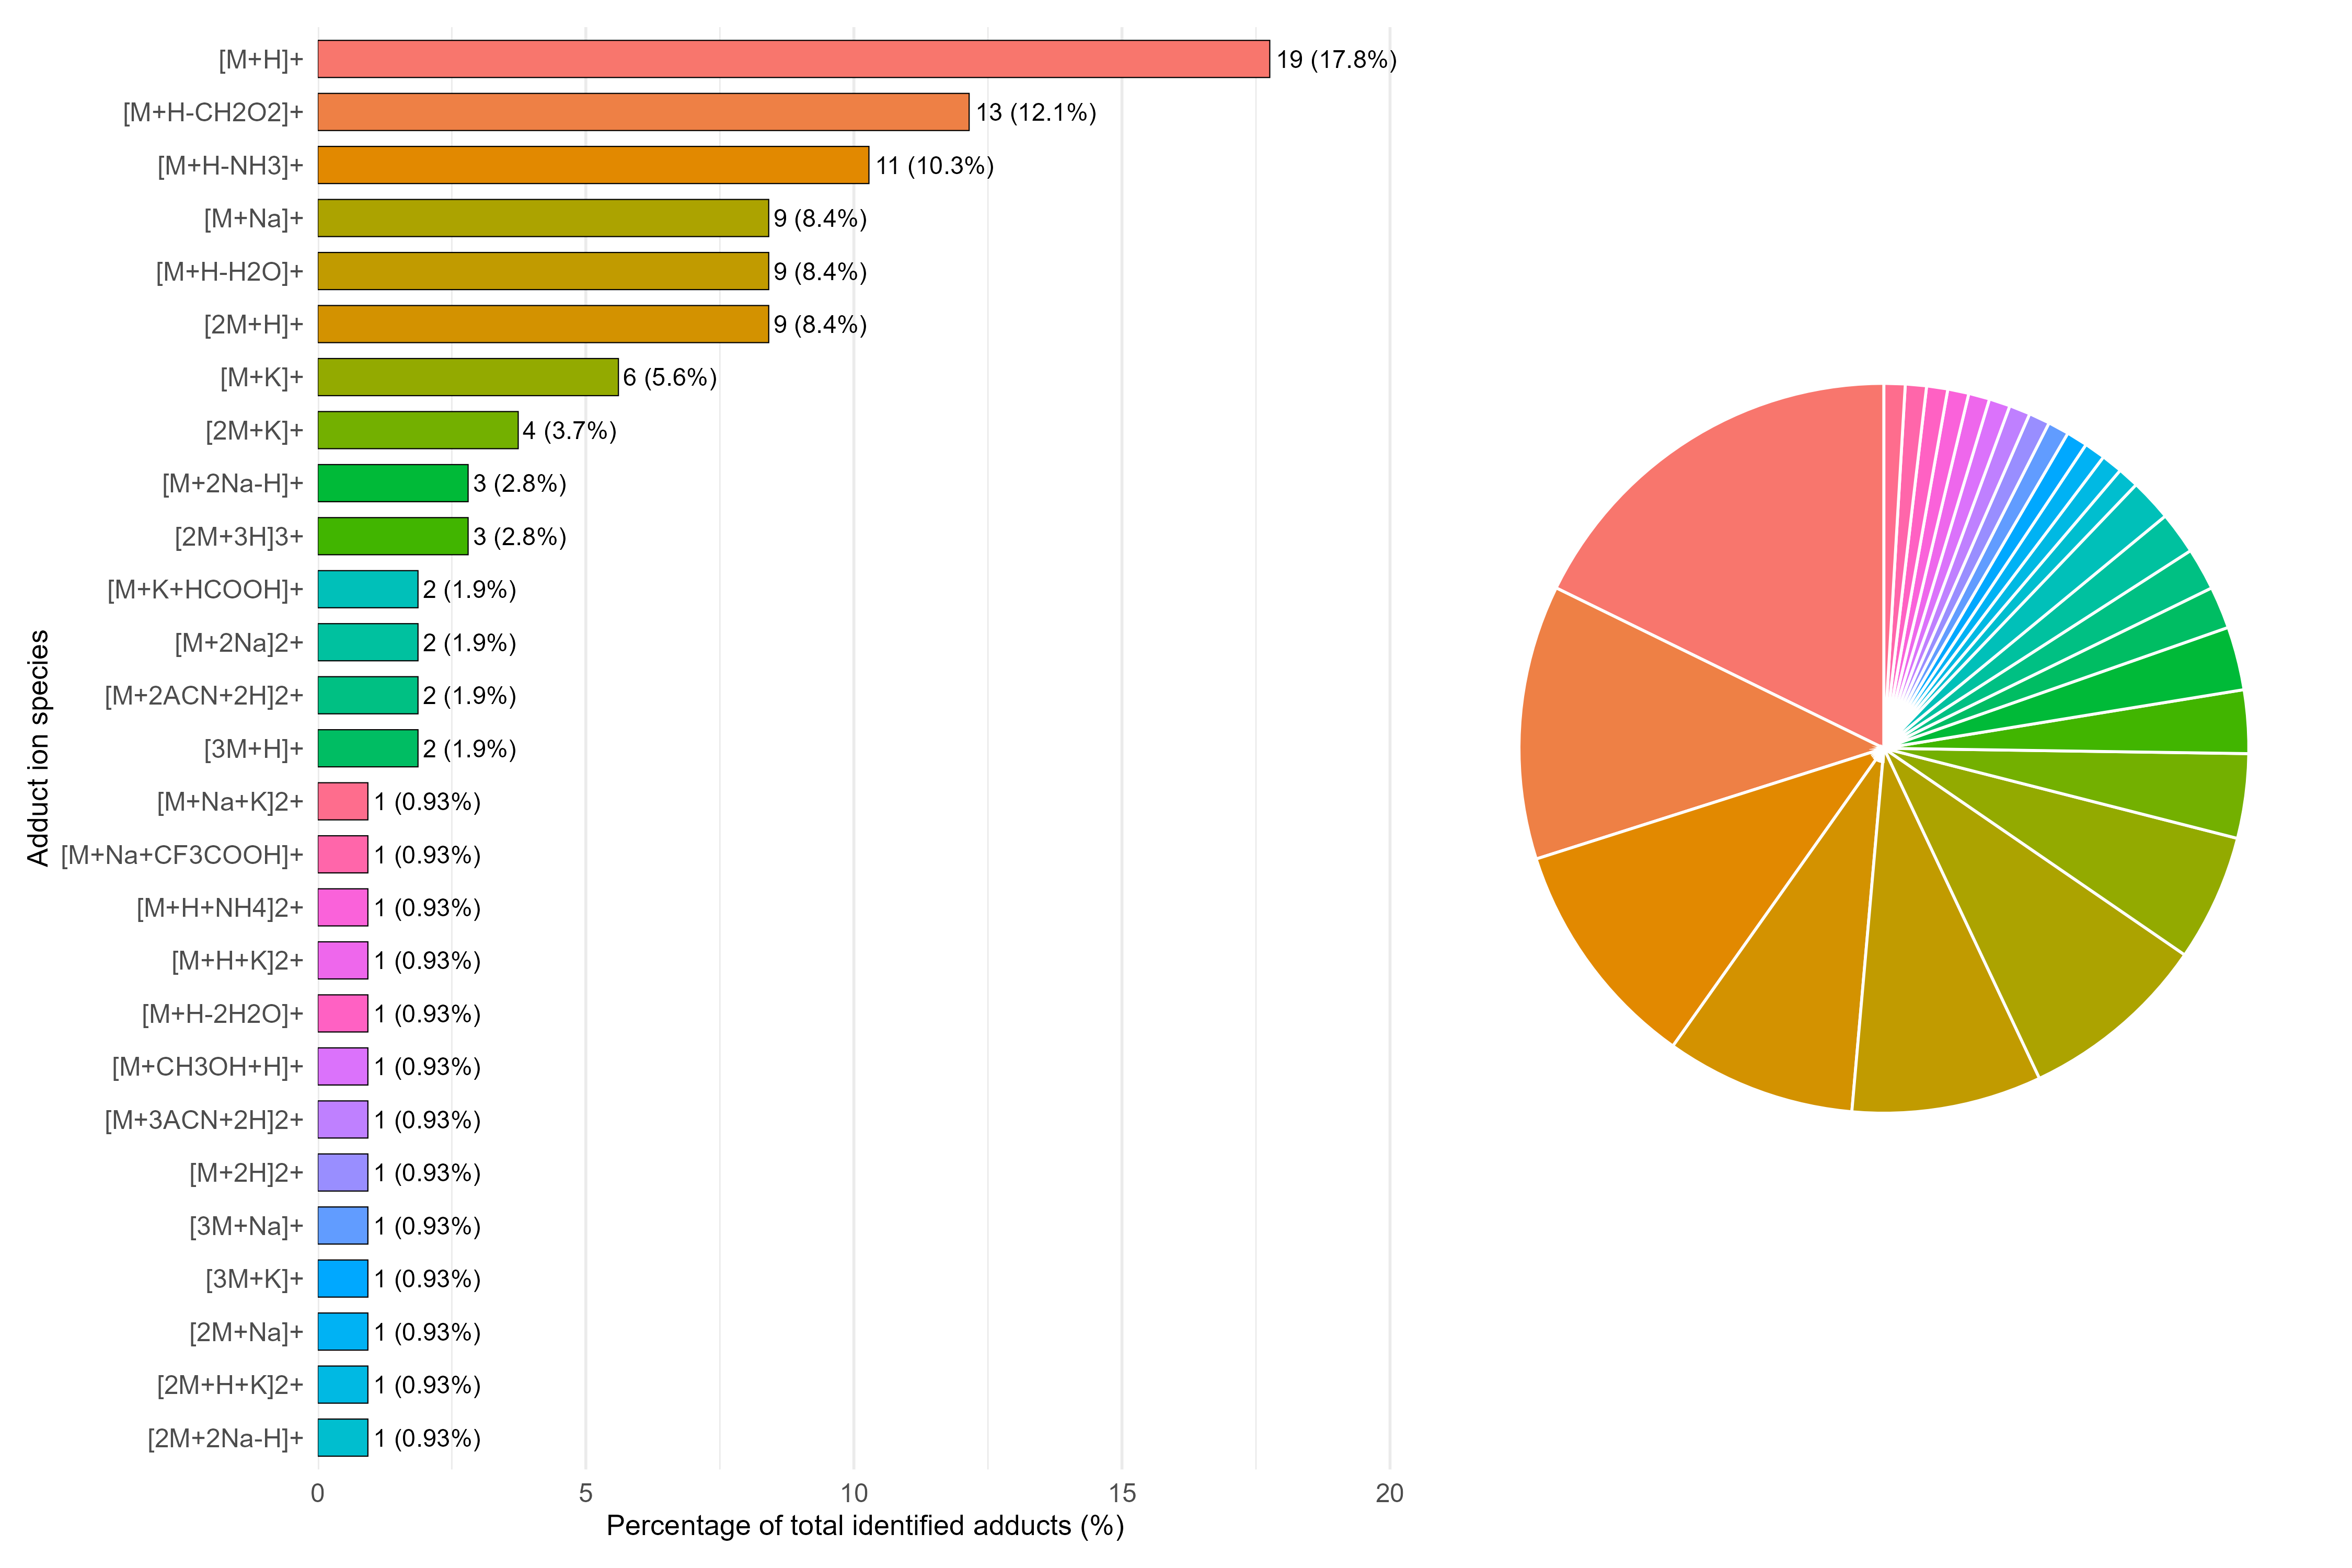 [M+H]+ 19 (17.8%)
[M+H-CH2O2]+ 13 (12.1%)
[M+H-NH3]+ 11 (10.3%)
[M+Na]+ 9 (8.4%)
[M+H-H2O]+ 9 (8.4%)
[2M+H]+ 9 (8.4%)
[M+K]+ 6 (5.6%)
[2M+K]+ 4 (3.7%)
[M+2Na-H]+ 3 (2.8%)
[2M+3H]3+ 3 (2.8%)
[M+K+HCOOH]+ 2 (1.9%)
[M+2Na]2+ 2 (1.9%)
[M+2ACN+2H]2+ 2 (1.9%)
[3M+H]+ 2 (1.9%)
[M+Na+K]2+ 1 (0.93%)
[M+Na+CF3COOH]+ 1 (0.93%)
[M+H+NH4]2+ 1 (0.93%)
[M+H+K]2+ 1 (0.93%)
[M+H-2H2O]+ 1 (0.93%)
[M+CH3OH+H]+ 1 (0.93%)
[M+3ACN+2H]2+ 1 (0.93%)
[M+2H]2+ 1 (0.93%)
[3M+Na]+ 1 (0.93%)
[3M+K]+ 1 (0.93%)
[2M+Na]+ 1 (0.93%)
[2M+H+K]2+ 1 (0.93%)
[2M+2Na-H]+ 1 (0.93%)
Adduct ion species
0 5 10 15 20
Percentage of total identified adducts (%)